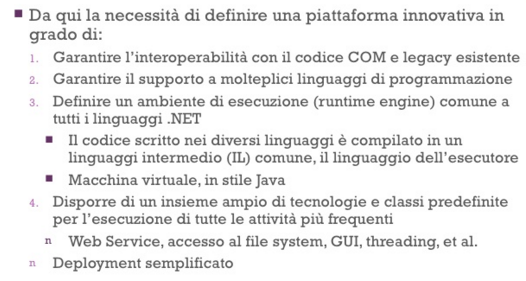 ■ Da qui la necessità di definire una piattaforma innovativa in
grado di:
1. Garantire l'interoperabilità con il codice COM e legacy esistente
2. Garantire il supporto a molteplici linguaggi di programmazione
3. Definire un ambiente di esecuzione (runtime engine) comune a
tutti i linguaggi .NET
■ Il codice scritto nei diversi linguaggi è compilato in un
linguaggio intermedio (IL) comune, il linguaggio dell'esecutore
■ Macchina virtuale, in stile Java
4. Disporre di un insieme ampio di tecnologie e classi predefinite
per l'esecuzione di tutte le attività più frequenti
n Web Service, accesso al file system, GUI, threading, et al.
n Deployment semplificato